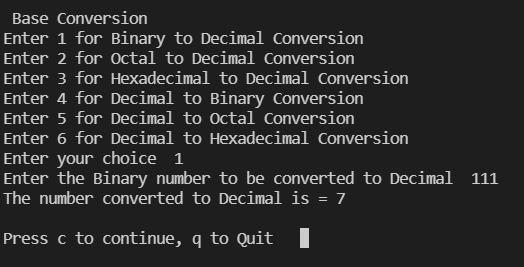 Base Conversion
Enter 1 for Binary to Decimal Conversion
Enter 2 for Octal to Decimal Conversion
Enter 3 for Hexadecimal to Decimal Conversion
Enter 4 for Decimal to Binary Conversion
Enter 5 for Decimal to Octal Conversion
Enter 6 for Decimal to Hexadecimal Conversion
Enter your choice  1
Enter the Binary number to be converted to Decimal  111
The number converted to Decimal is = 7
Press c to continue, q to Quit